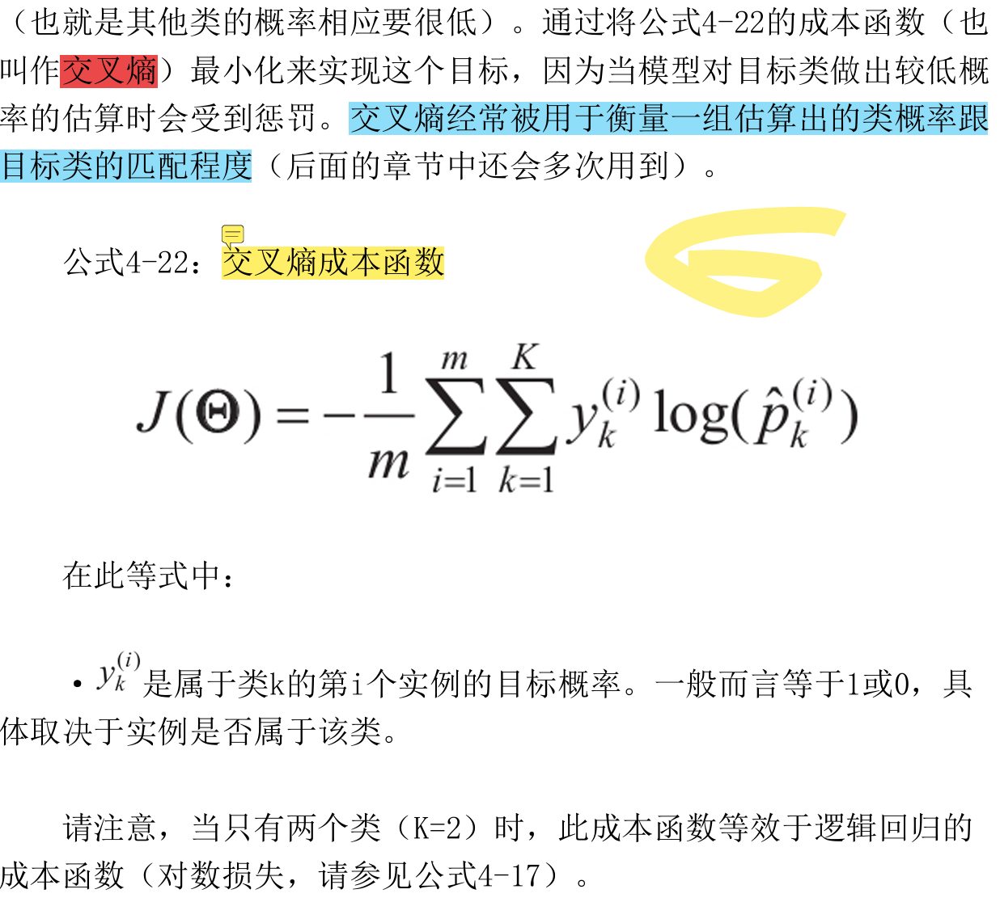 （也就是其他类的概率相应要很低）。通过将公式4-22的成本函数（也
叫作交叉熵）最小化来实现这个目标，因为当模型对目标类做出较低概
率的估算时会受到惩罚。交叉熵经常被用于衡量一组估算出的类概率跟
目标类的匹配程度（后面的章节中还会多次用到）。
公式4-22：交叉熵成本函数
J(Θ) = −\frac{1}{m} \sum_{i=1}^{m} \sum_{k=1}^{K} y_k^{(i)} log(\hat{p}_k^{(i)})
在此等式中：
• y_k^{(i)}是属于类k的第i个实例的目标概率。一般而言等于1或0，具
体取决于实例是否属于该类。
请注意，当只有两个类（K=2）时，此成本函数等效于逻辑回归的
成本函数（对数损失，请参见公式4-17）。